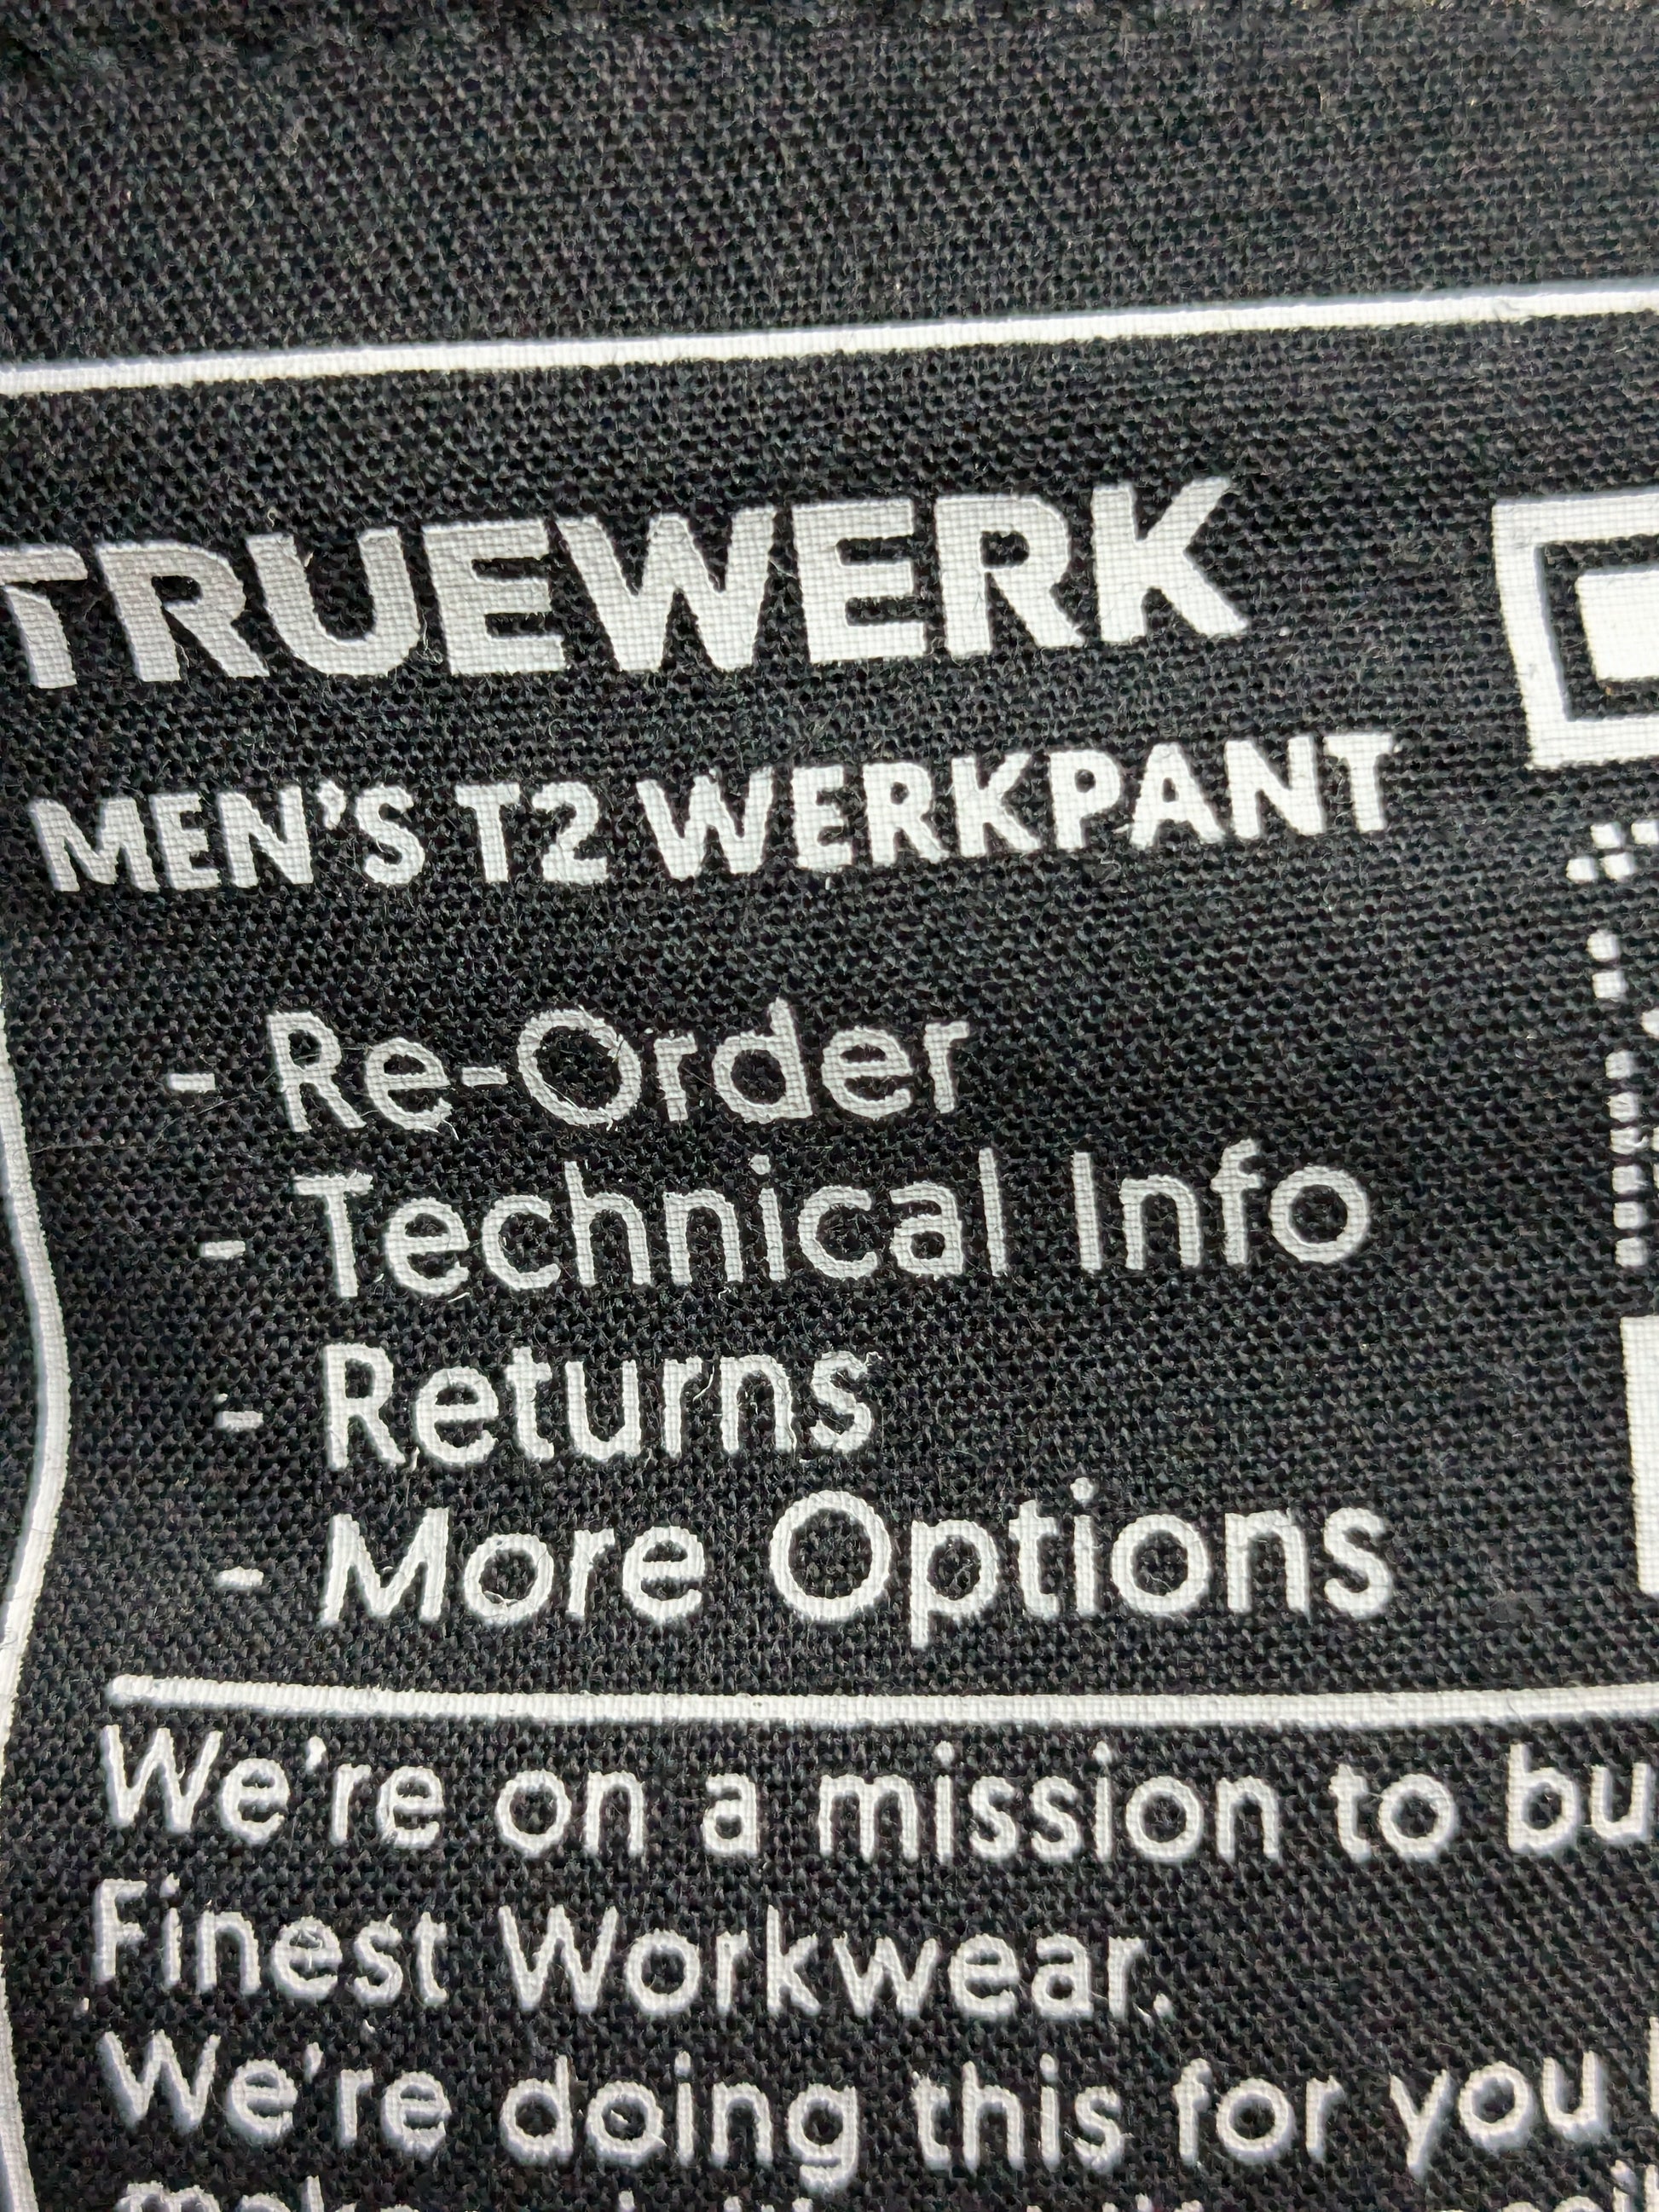 TRUEWERK
MEN'S T2 WERKPANT
- Re-Order
- Technical Info
- Returns
- More Options
We're on a mission to bu
Finest Workwear.
We're doing this for you